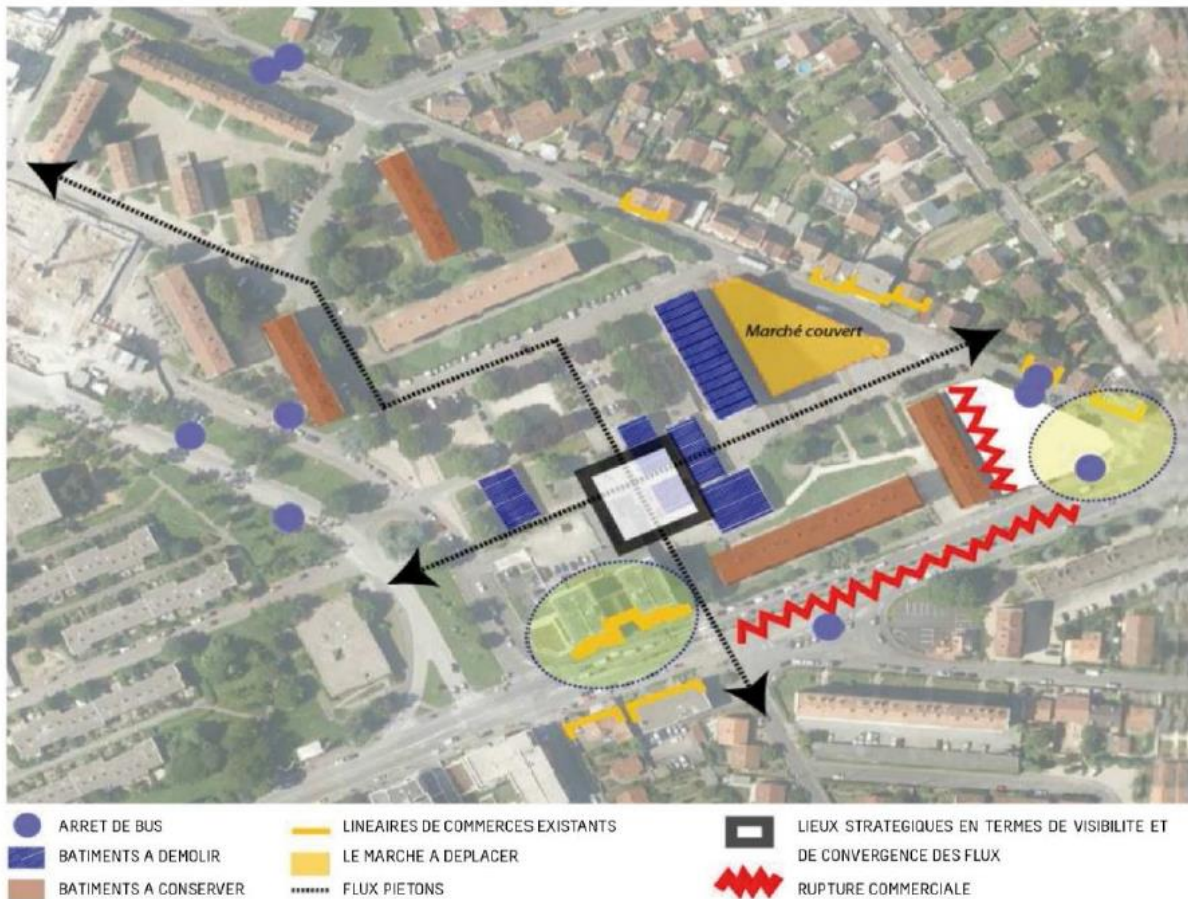 Marché couvert
ARRET DE BUS
BATIMENTS A DEMOLIR
BATIMENTS A CONSERVER
LINEAIRES DE COMMERCES EXISTANTS
LE MARCHE A DEPLACER
FLUX PIETONS
LIEUX STRATEGIQUES EN TERMES DE VISIBILITE ET
DE CONVERGENCE DES FLUX
RUPTURE COMMERCIALE